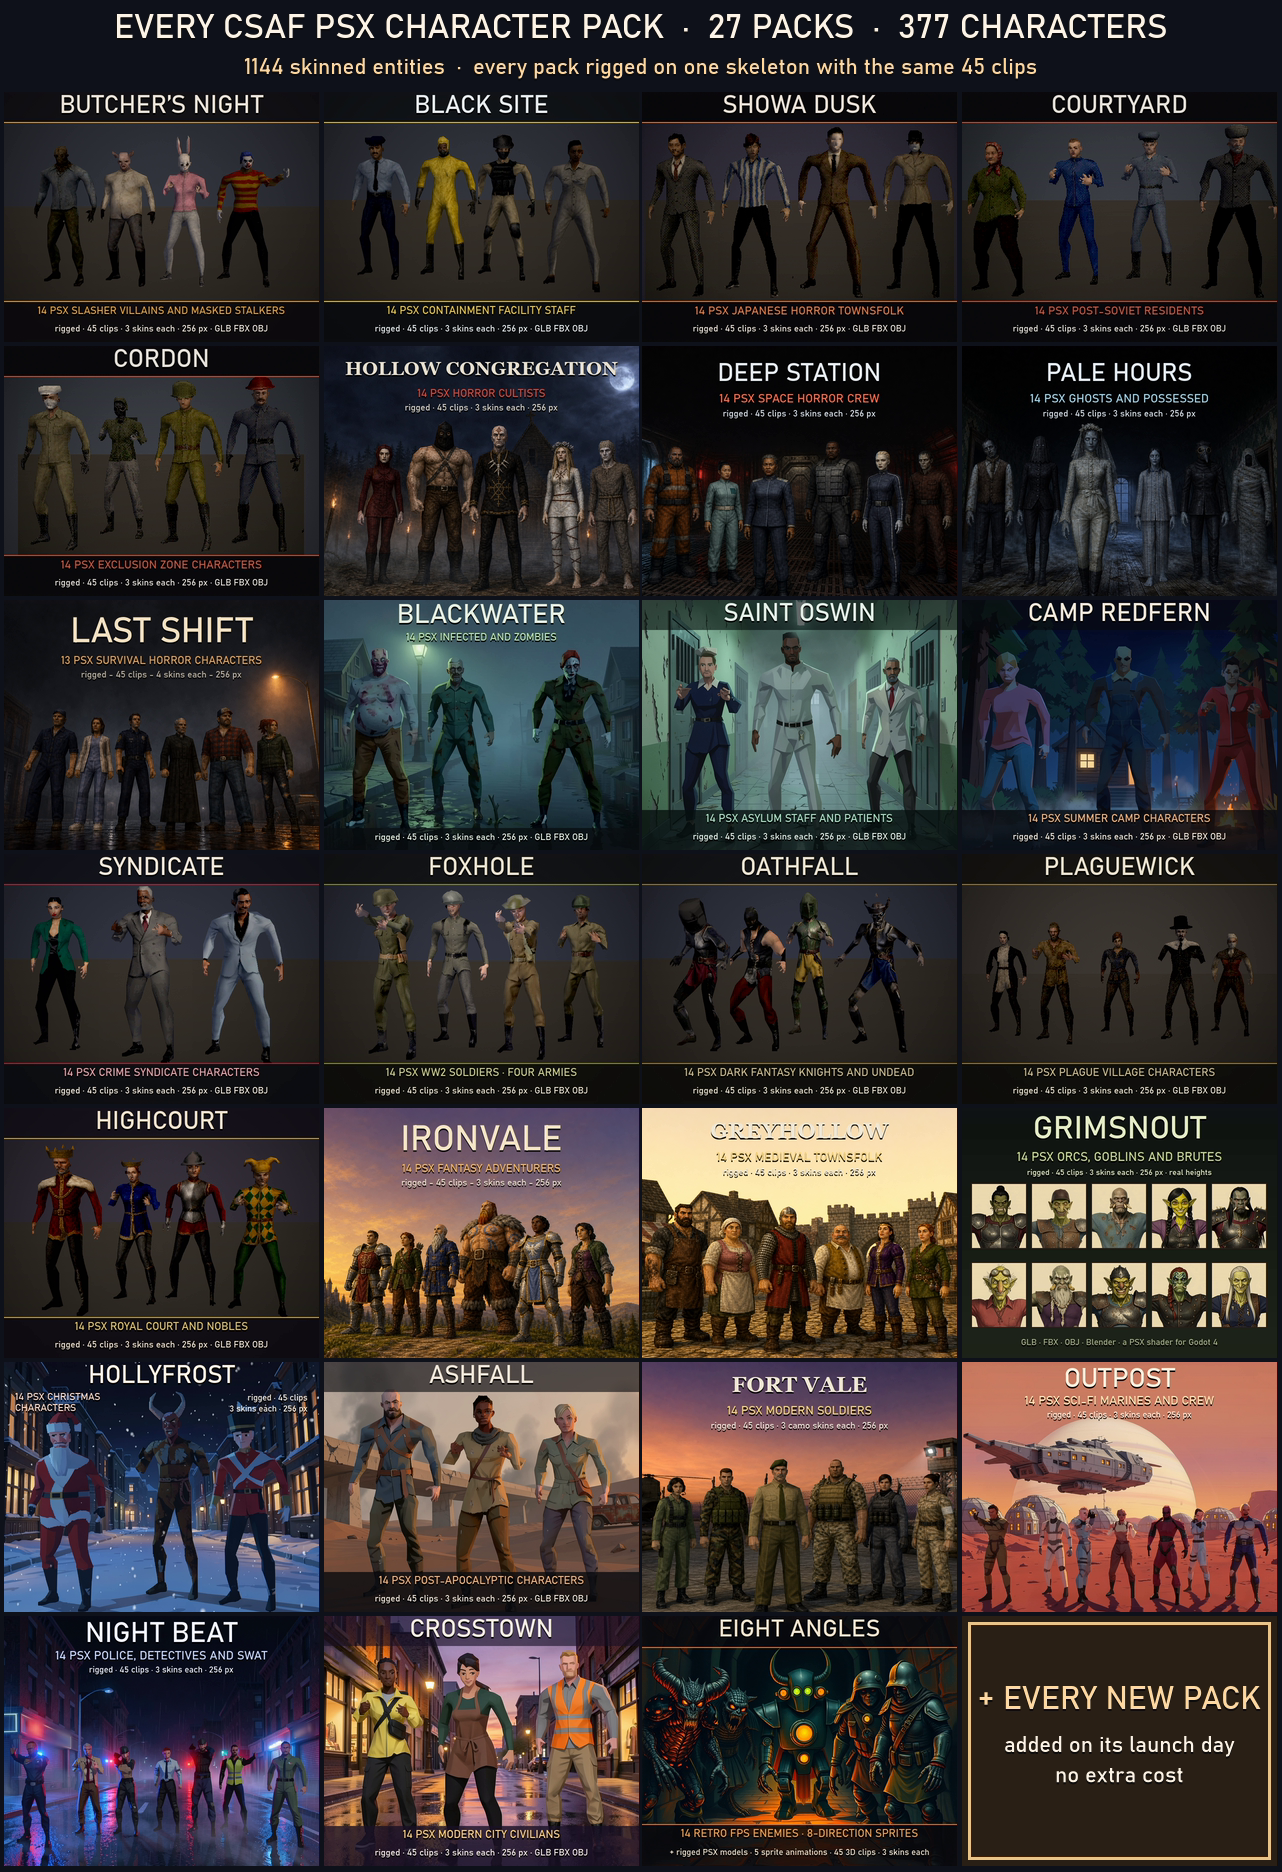 EVERY CSAF PSX CHARACTER PACK · 27 PACKS · 377 CHARACTERS
1144 skinned entities · every pack rigged on one skeleton with the same 45 clips
BUTCHER'S NIGHT
14 PSX SLASHER VILLAINS AND MASKED STALKERS
rigged · 45 clips · 3 skins each · 256 px · GLB FBX OBJ
BLACK SITE
14 PSX CONTAINMENT FACILITY STAFF
rigged · 45 clips · 3 skins each · 256 px · GLB FBX OBJ
SHOWA DUSK
14 PSX JAPANESE HORROR TOWNSFOLK
rigged · 45 clips · 3 skins each · 256 px · GLB FBX OBJ
COURTYARD
14 PSX POST-SOVIET RESIDENTS
rigged · 45 clips · 3 skins each · 256 px · GLB FBX OBJ
CORDON
14 PSX EXCLUSION ZONE CHARACTERS
rigged · 45 clips · 3 skins each · 256 px · GLB FBX OBJ
HOLLOW CONGREGATION
14 PSX HORROR CULTISTS
rigged · 45 clips · 3 skins each · 256 px
DEEP STATION
14 PSX SPACE HORROR CREW
rigged · 45 clips · 3 skins each · 256 px
PALE HOURS
14 PSX GHOSTS AND POSSESSED
rigged · 45 clips · 3 skins each · 256 px
LAST SHIFT
13 PSX SURVIVAL HORROR CHARACTERS
rigged - 45 clips - 4 skins each - 256 px
BLACKWATER
14 PSX INFECTED AND ZOMBIES
rigged · 45 clips · 3 skins each · 256 px · GLB FBX OBJ
SAINT OSWIN
14 PSX ASYLUM STAFF AND PATIENTS
rigged · 45 clips · 3 skins each · 256 px · GLB FBX OBJ
CAMP REDFERN
14 PSX SUMMER CAMP CHARACTERS
rigged · 45 clips · 3 skins each · 256 px · GLB FBX OBJ
SYNDICATE
14 PSX CRIME SYNDICATE CHARACTERS
rigged · 45 clips · 3 skins each · 256 px · GLB FBX OBJ
FOXHOLE
14 PSX WW2 SOLDIERS · FOUR ARMIES
rigged · 45 clips · 3 skins each · 256 px · GLB FBX OBJ
OATHFALL
14 PSX DARK FANTASY KNIGHTS AND UNDEAD
rigged · 45 clips · 3 skins each · 256 px · GLB FBX OBJ
PLAGUEWICK
14 PSX PLAGUE VILLAGE CHARACTERS
rigged · 45 clips · 3 skins each · 256 px · GLB FBX OBJ
HIGHCOURT
14 PSX ROYAL COURT AND NOBLES
rigged · 45 clips · 3 skins each · 256 px · GLB FBX OBJ
IRONVALE
14 PSX FANTASY ADVENTURERS
rigged - 45 clips - 3 skins each - 256 px
GREYHOLLOW
14 PSX MEDIEVAL TOWNSFOLK
rigged · 45 clips · 3 skins each · 256 px
GRIMSNOUT
14 PSX ORCS, GOBLINS AND BRUTES
rigged · 45 clips · 3 skins each · 256 px · real heights
GLB · FBX · OBJ · Blender · a PSX shader for Godot 4
HOLLYFROST
14 PSX CHRISTMAS
CHARACTERS
rigged · 45 clips
3 skins each · 256 px
ASHFALL
14 PSX POST-APOCALYPTIC CHARACTERS
rigged · 45 clips · 3 skins each · 256 px · GLB FBX OBJ
FORT VALE
14 PSX MODERN SOLDIERS
rigged · 45 clips · 3 camo skins each · 256 px
OUTPOST
14 PSX SCI-FI MARINES AND CREW
rigged · 45 clips · 3 skins each · 256 px
NIGHT BEAT
14 PSX POLICE, DETECTIVES AND SWAT
rigged · 45 clips · 3 skins each · 256 px
CROSSTOWN
14 PSX MODERN CITY CIVILIANS
rigged · 45 clips · 3 skins each · 256 px · GLB FBX OBJ
EIGHT ANGLES
14 RETRO FPS ENEMIES · 8-DIRECTION SPRITES
+ rigged PSX models · 5 sprite animations · 45 3D clips · 3 skins each
+ EVERY NEW PACK
added on its launch day
no extra cost